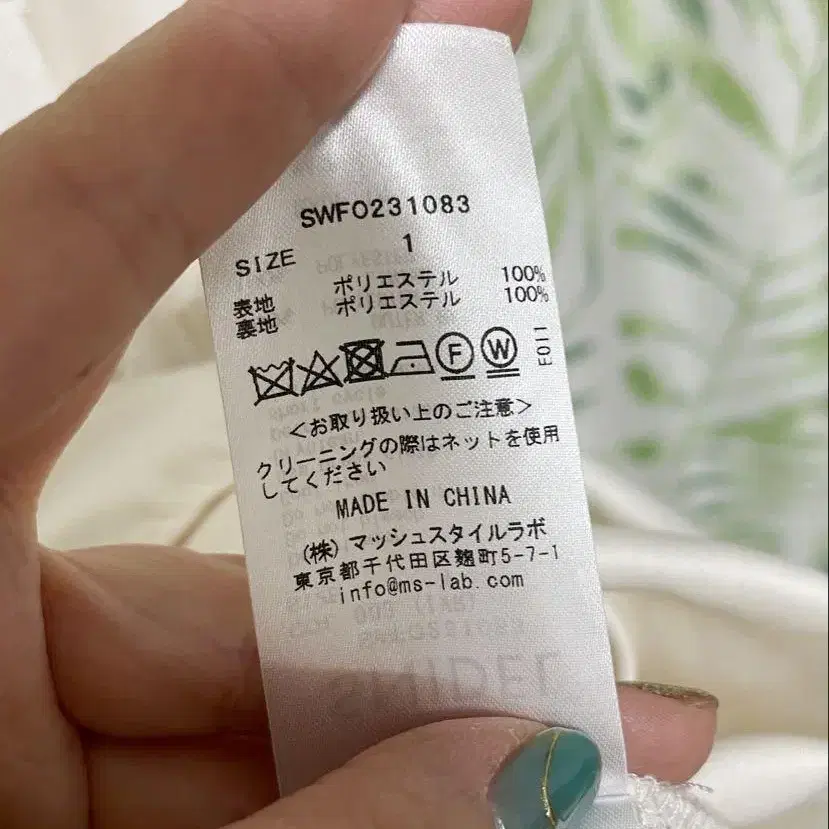 SWFO231083
SIZE 1
表地 ポリエステル 100%
裏地 ポリエステル 100%
F W E011
＜お取り扱い上のご注意＞
クリーニングの際はネットを使用
してください
MADE IN CHINA
(株) マッシュスタイルラボ
東京都千代田区麹町5-7-1
info@ms-lab.com